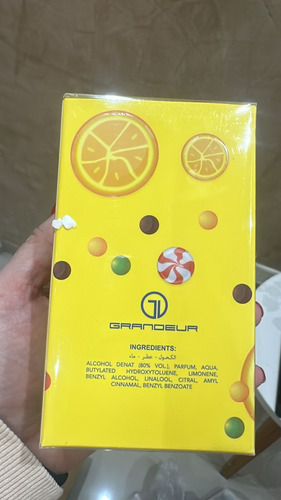 GRANDEUR
INGREDIENTS:
الكحول - عطر - ماء
ALCOHOL DENAT (80% VOL.), PARFUM, AQUA,
BUTYLATED HYDROXYTOLUENE, LIMONENE,
BENZYL ALCOHOL, LINALOOL, CITRAL, AMYL
CINNAMAL, BENZYL BENZOATE